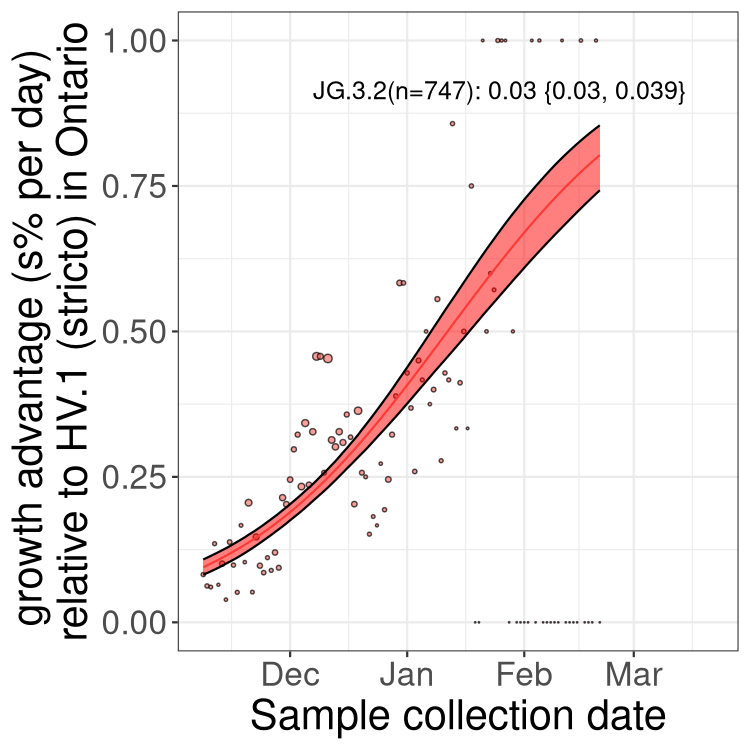 growth advantage (s% per day)
relative to HV.1 (stricto) in Ontario
1.00
0.75
0.50
0.25
0.00
JG.3.2(n=747): 0.03 {0.03, 0.039}
Dec Jan Feb Mar
Sample collection date